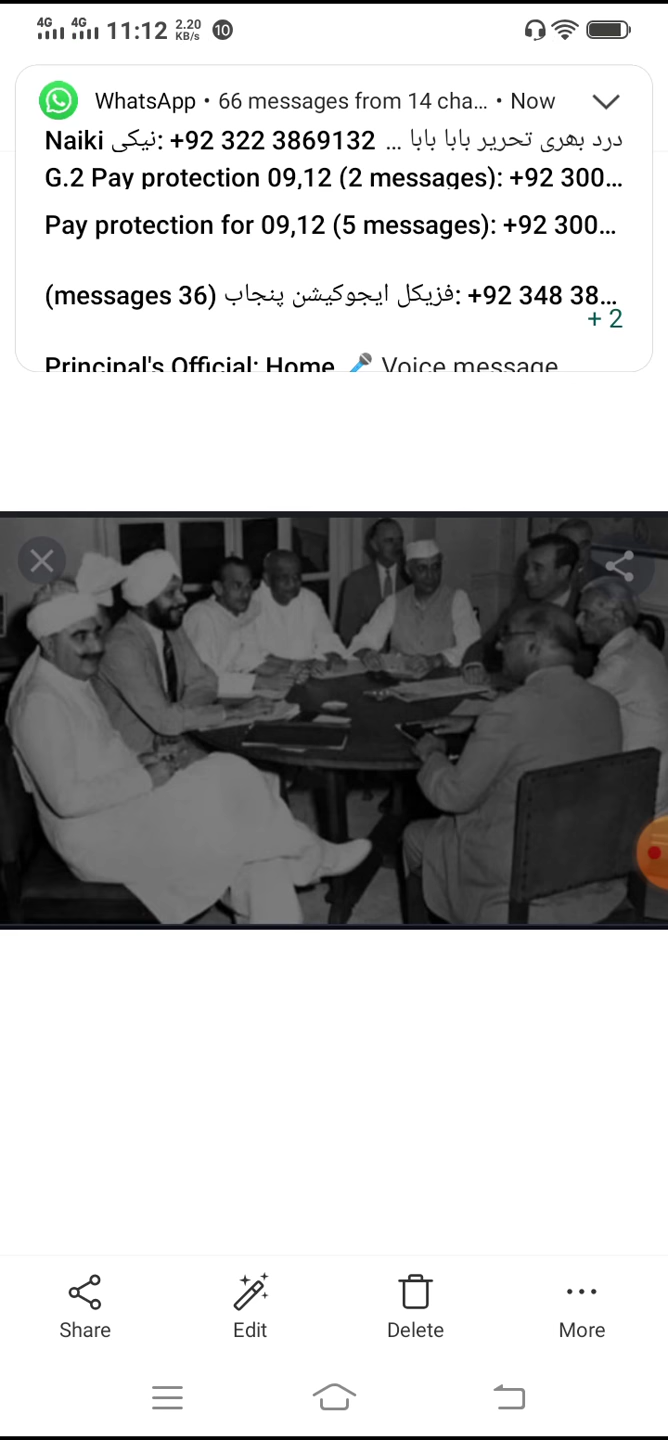 4G 4G 11:12 2.20 KB/s 10
WhatsApp • 66 messages from 14 cha... • Now
Naiki نیکی: +92 322 3869132 ... درد بھری تحریر بابا بابا
G.2 Pay protection 09,12 (2 messages): +92 300...
Pay protection for 09,12 (5 messages): +92 300...
(messages 36) فزیکل ایجوکیشن پنجاب: +92 348 38...
+ 2
Principal's Official: Home 🎤 Voice message
Share Edit Delete More